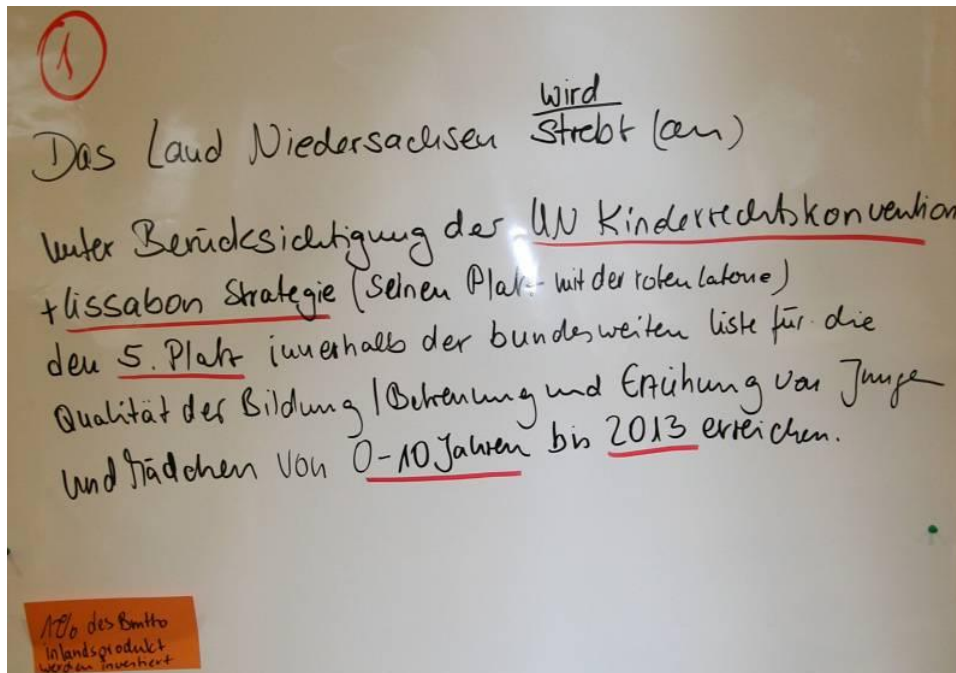 1
wird
Das Land Niedersachsen strebt (an)
unter Berücksichtigung der UN Kinderrechtskonvention
+ Lissabon Strategie (seinen Platz mit der roten Laterne)
den 5. Platz innerhalb der bundesweiten Liste für die
Qualität der Bildung / Betreuung und Erziehung von Jungen
und Mädchen von 0-10 Jahren bis 2013 erreichen.
des Brutto
inlandsprodukt
werden investiert